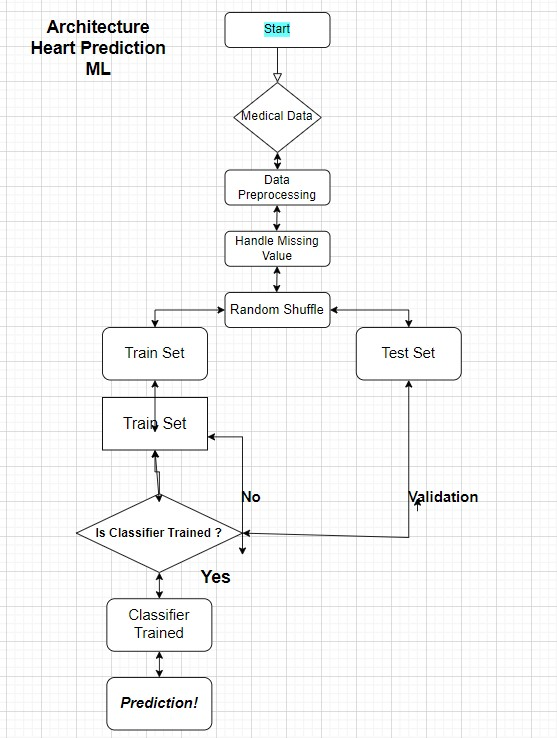 Architecture
Heart Prediction
ML
Start
Medical Data
Data
Preprocessing
Handle Missing
Value
Random Shuffle
Train Set
Test Set
Train Set
No
Validation
Is Classifier Trained ?
Yes
Classifier
Trained
Prediction!